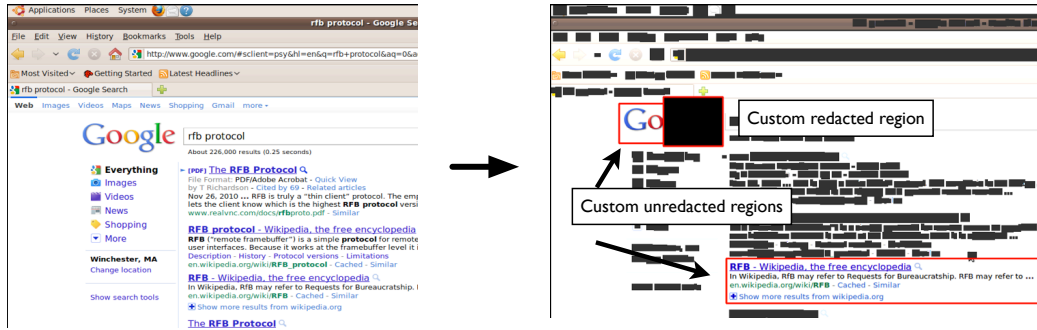 Applications Places System
rfb protocol - Google Se
File Edit View History Bookmarks Tools Help
http://www.google.com/#sclient=psy&hl=en&q=rfb+protocol&aq=0&a
Most Visited Getting Started Latest Headlines
rfb protocol - Google Search
Web Images Videos Maps News Shopping Gmail more
Google rfb protocol
About 226,000 results (0.25 seconds)
Everything
Images
Videos
News
Shopping
More
Winchester, MA
Change location
Show search tools
[PDF] The RFB Protocol
File Format: PDF/Adobe Acrobat - Quick View
by T Richardson - Cited by 69 - Related articles
Nov 26, 2010 ... RFB is truly a "thin client" protocol. The emp
lets the client know which is the highest RFB protocol versi
www.realvnc.com/docs/rfbproto.pdf - Similar
RFB protocol - Wikipedia, the free encyclopedia
RFB ("remote framebuffer") is a simple protocol for remote
user interfaces. Because it works at the framebuffer level it i
Description - History - Protocol versions - Limitations
en.wikipedia.org/wiki/RFB_protocol - Cached - Similar
RFB - Wikipedia, the free encyclopedia
In Wikipedia, RfB may refer to Requests for Bureaucratship.
en.wikipedia.org/wiki/RFB - Cached - Similar
Show more results from wikipedia.org
The RFB Protocol
Go
Custom redacted region
Custom unredacted regions
RFB - Wikipedia, the free encyclopedia
In Wikipedia, RfB may refer to Requests for Bureaucratship. RFB may refer to ...
en.wikipedia.org/wiki/RFB - Cached - Similar
Show more results from wikipedia.org